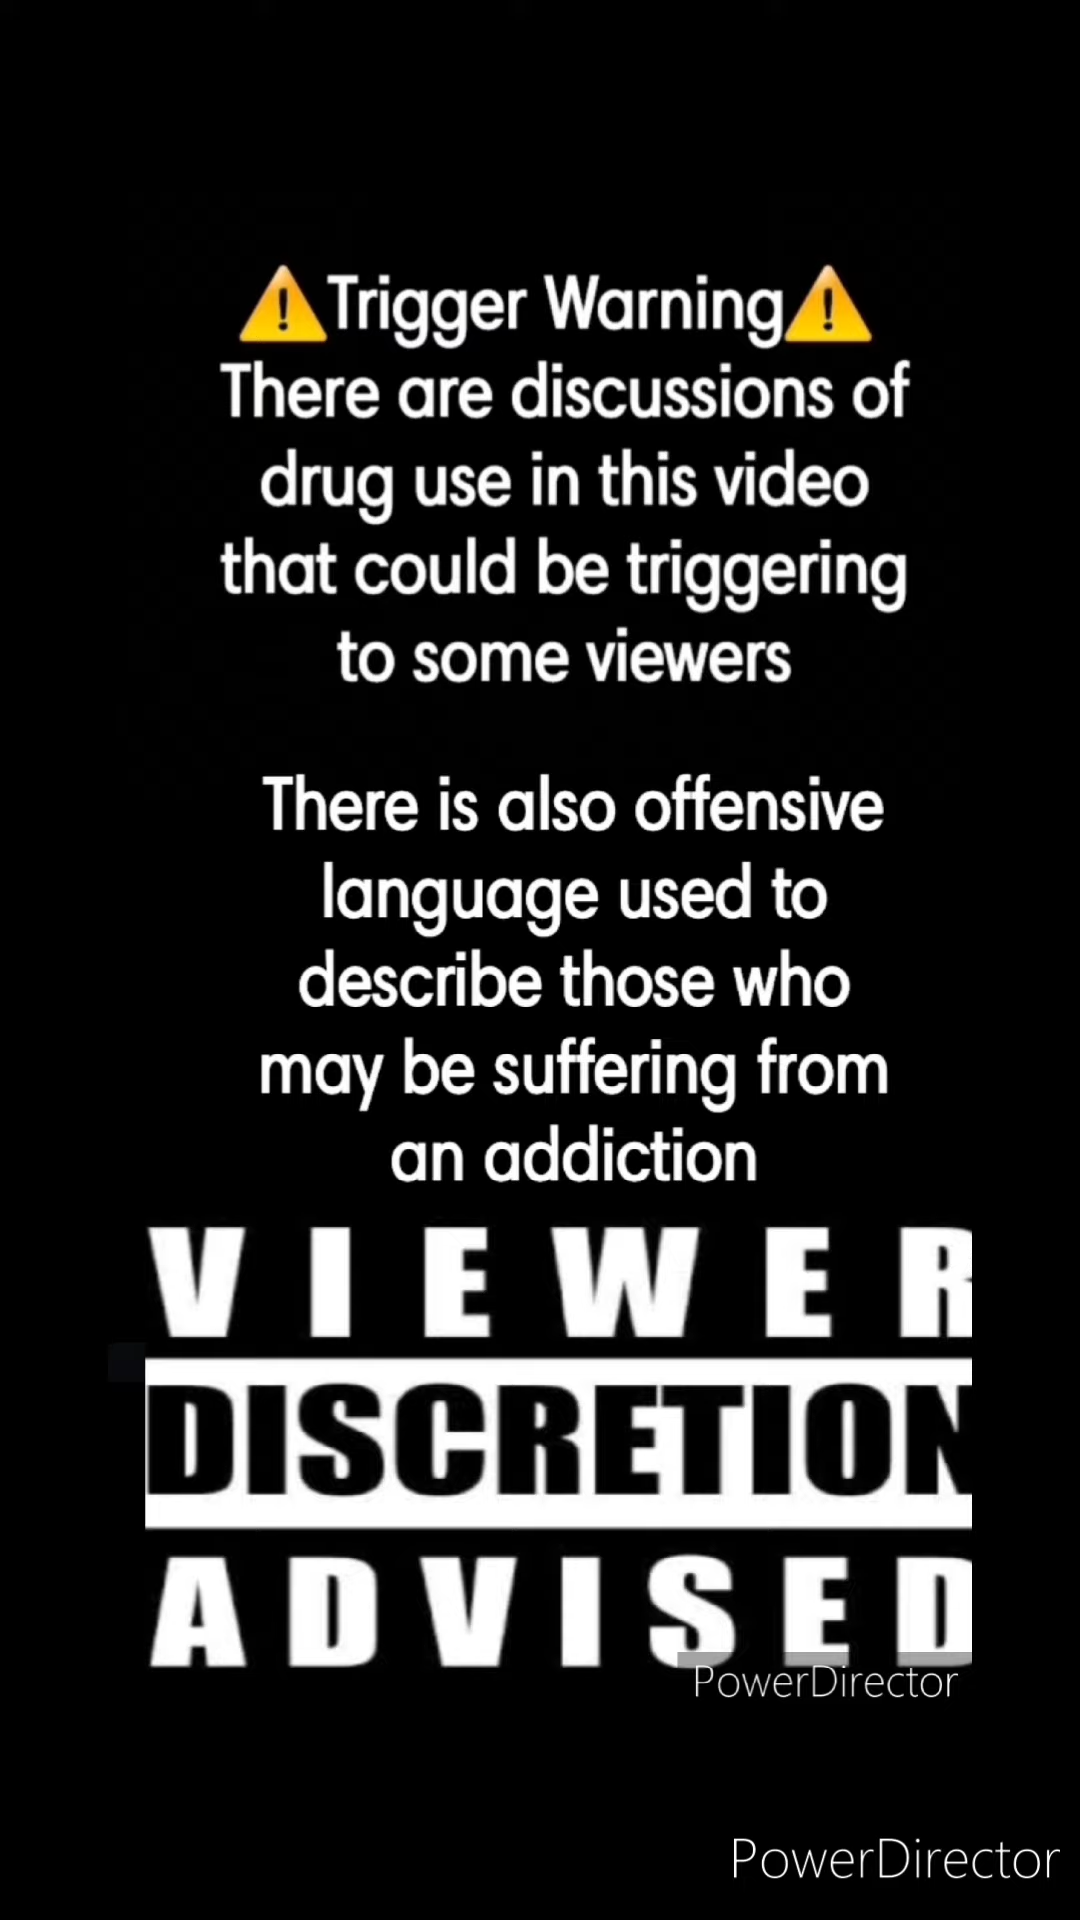 ⚠️Trigger Warning⚠️
There are discussions of
drug use in this video
that could be triggering
to some viewers
There is also offensive
language used to
describe those who
may be suffering from
an addiction
VIEWER
DISCRETION
ADVISED
PowerDirector
PowerDirector